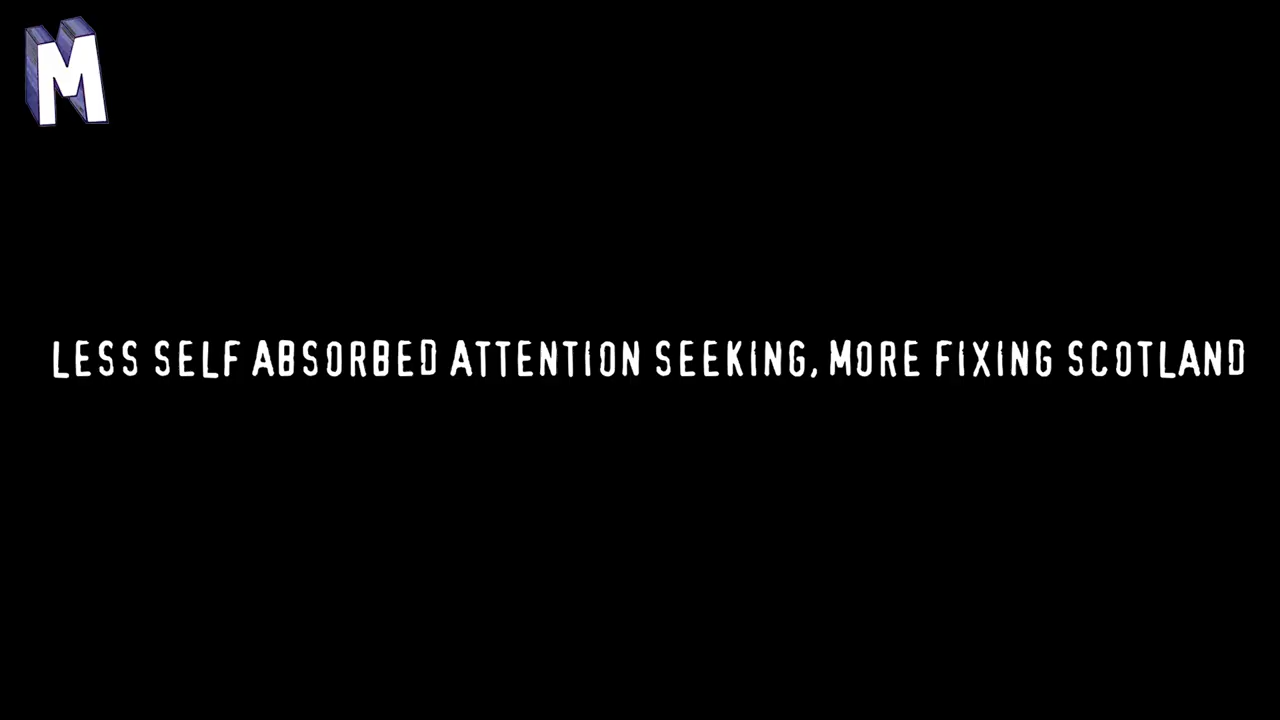 M
LESS SELF ABSORBED ATTENTION SEEKING, MORE FIXING SCOTLAND